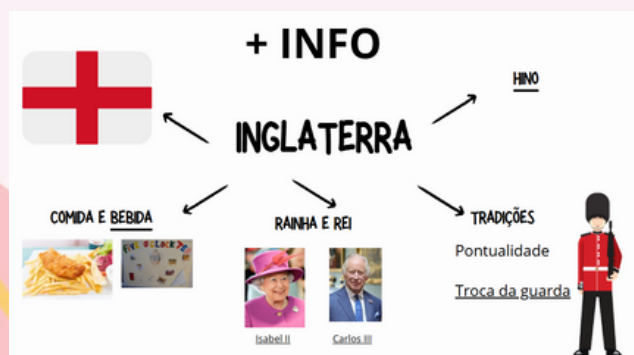 + INFO
HINO
INGLATERRA
COMIDA E BEBIDA
RAINHA E REI
TRADIÇÕES
Pontualidade
Troca da guarda
Isabel II
Carlos III